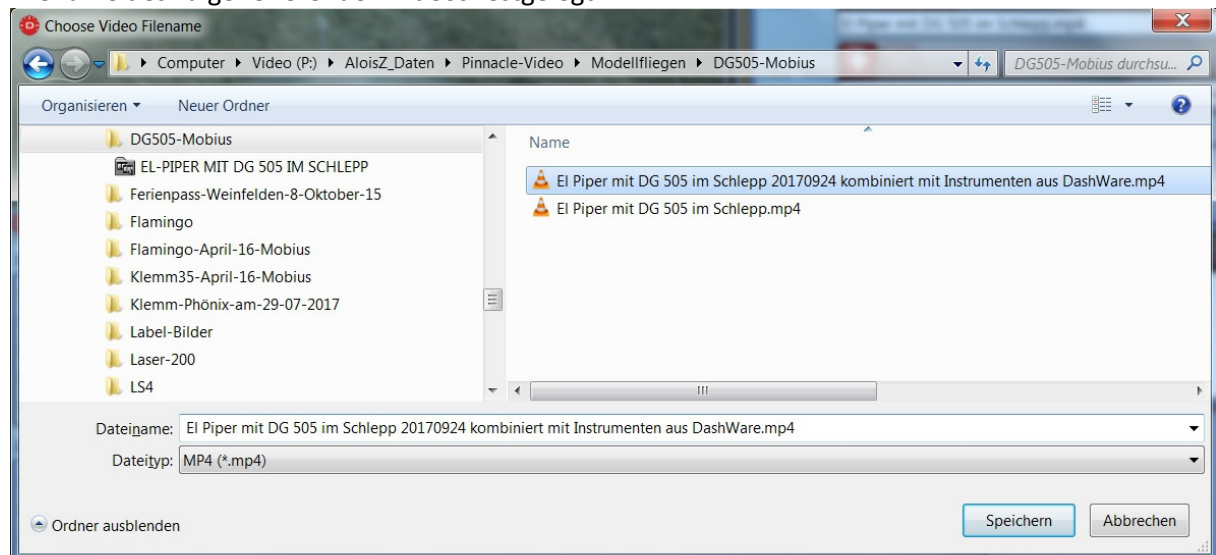 Choose Video Filename
Computer ▸ Video (P:) ▸ AloisZ_Daten ▸ Pinnacle-Video ▸ Modellfliegen ▸ DG505-Mobius
DG505-Mobius durchsu...
Organisieren
Neuer Ordner
DG505-Mobius
EL-PIPER MIT DG 505 IM SCHLEPP
Ferienpass-Weinfelden-8-Oktober-15
Flamingo
Flamingo-April-16-Mobius
Klemm35-April-16-Mobius
Klemm-Phönix-am-29-07-2017
Label-Bilder
Laser-200
LS4
Name
El Piper mit DG 505 im Schlepp 20170924 kombiniert mit Instrumenten aus DashWare.mp4
El Piper mit DG 505 im Schlepp.mp4
Dateiname: El Piper mit DG 505 im Schlepp 20170924 kombiniert mit Instrumenten aus DashWare.mp4
Dateityp: MP4 (*.mp4)
Ordner ausblenden
Speichern
Abbrechen